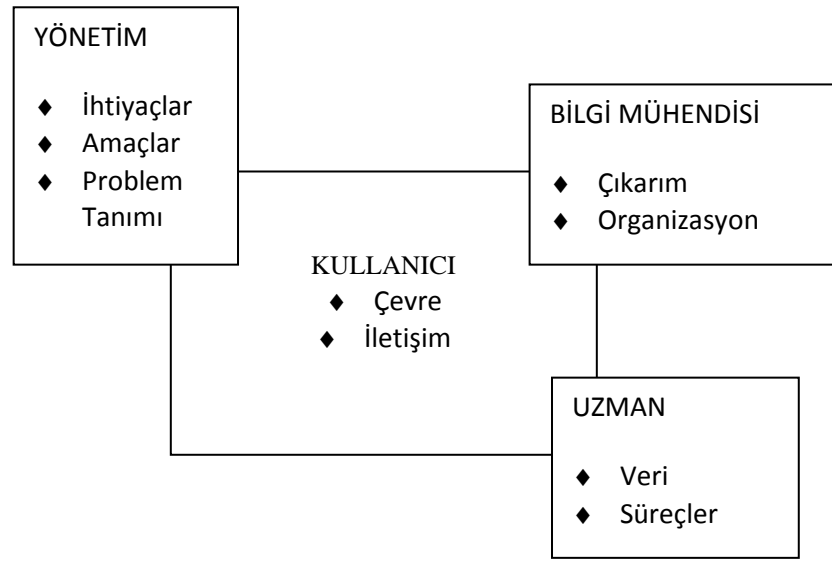 YÖNETİM
♦ İhtiyaçlar
♦ Amaçlar
♦ Problem
Tanımı
BİLGİ MÜHENDİSİ
♦ Çıkarım
♦ Organizasyon
KULLANICI
♦ Çevre
♦ İletişim
UZMAN
♦ Veri
♦ Süreçler